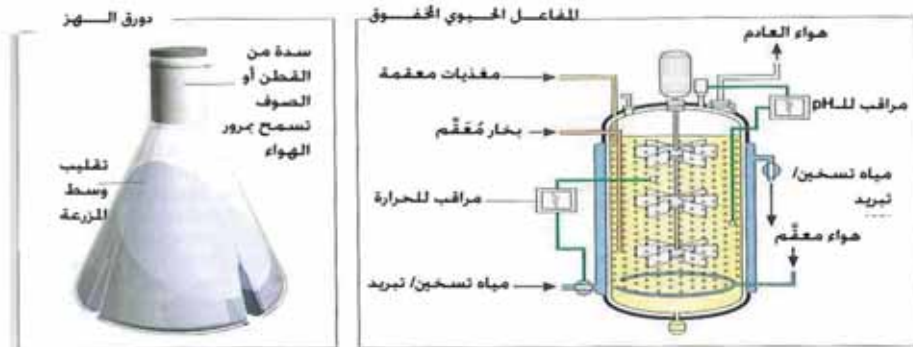 المفاعل الحيوي المخفوق
هواء العادم
مغذيات معقمة
مراقب للـpH
بخار مُعَقَّم
مياه تسخين/
تبريد
مراقب للحرارة
هواء معقَّم
مياه تسخين/ تبريد
دورق الهز
سدة من
القطن أو
الصوف
تسمح بمرور
الهواء
تقليب
وسط
المزرعة